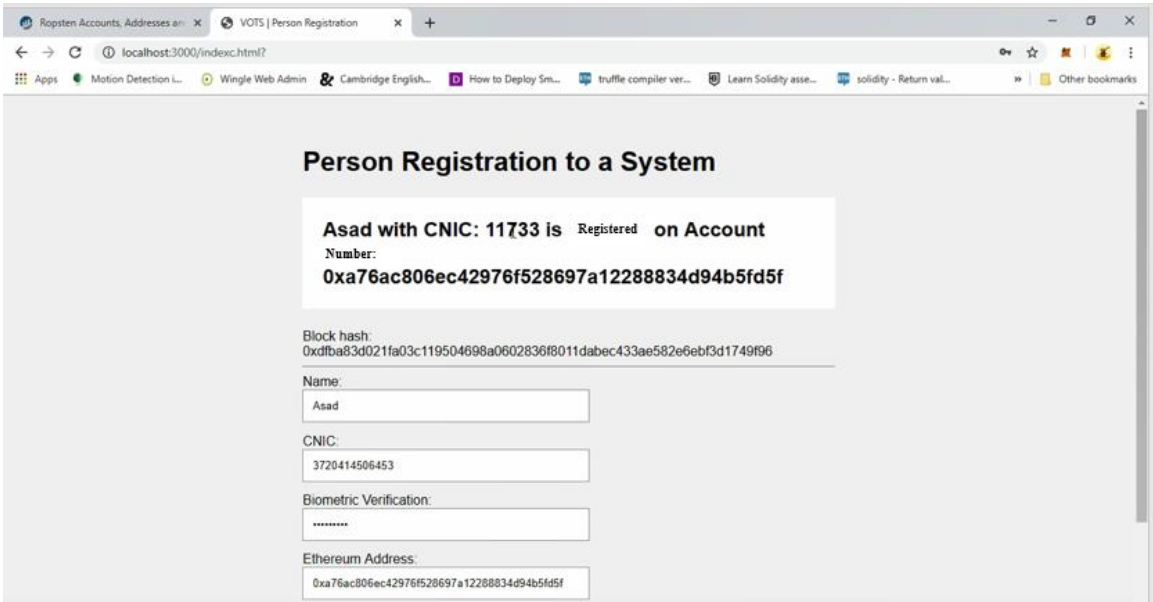 Ropsten Accounts, Addresses an
VOTS | Person Registration
localhost:3000/indexc.html?
Apps
Motion Detection i...
Wingle Web Admin
Cambridge English...
How to Deploy Sm...
truffle compiler ver...
Learn Solidity asse...
solidity - Return val...
Other bookmarks
Person Registration to a System
Asad with CNIC: 11733 is Registered on Account
Number:
0xa76ac806ec42976f528697a12288834d94b5fd5f
Block hash:
0xdfba83d021fa03c119504698a0602836f8011dabec433ae582e6ebf3d1749f96
Name:
Asad
CNIC:
3720414506453
Biometric Verification:
Ethereum Address:
0xa76ac806ec42976f528697a12288834d94b5fd5f